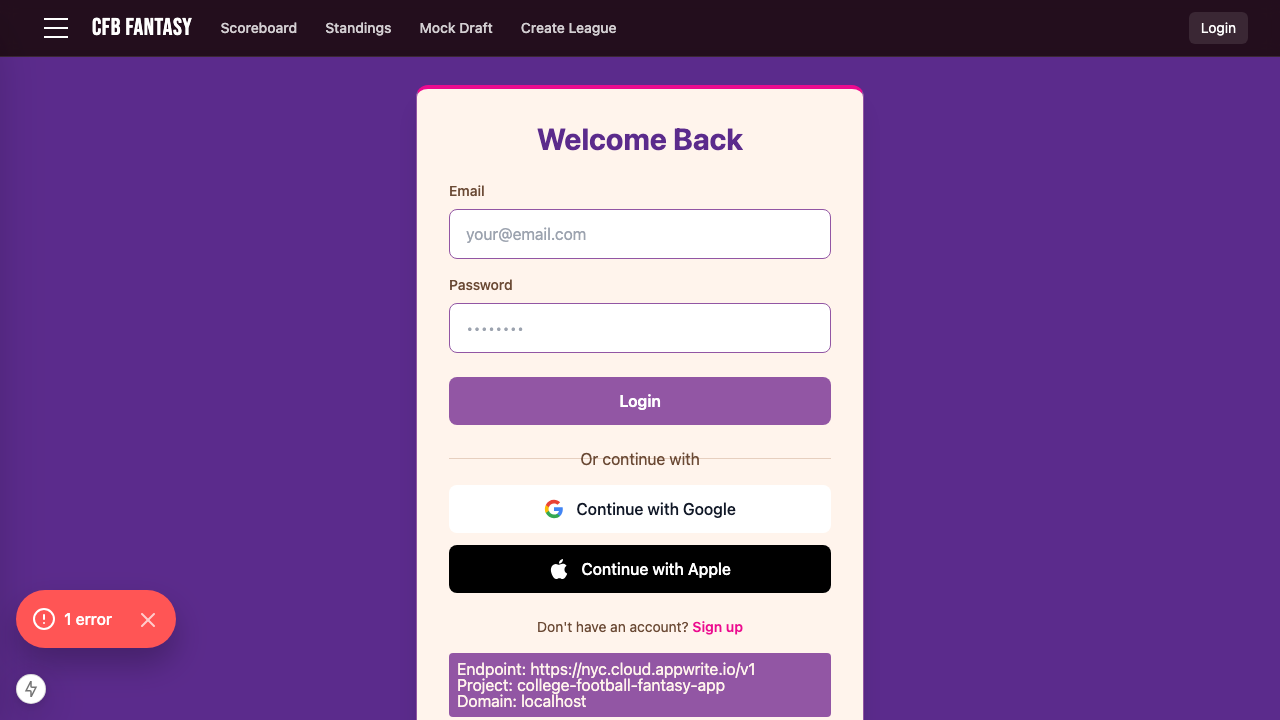 CFB FANTASY
Scoreboard
Standings
Mock Draft
Create League
Login
Welcome Back
Email
your@email.com
Password
••••••••
Login
Or continue with
Continue with Google
Continue with Apple
Don't have an account? Sign up
Endpoint: https://nyc.cloud.appwrite.io/v1
Project: college-football-fantasy-app
Domain: localhost
1 error